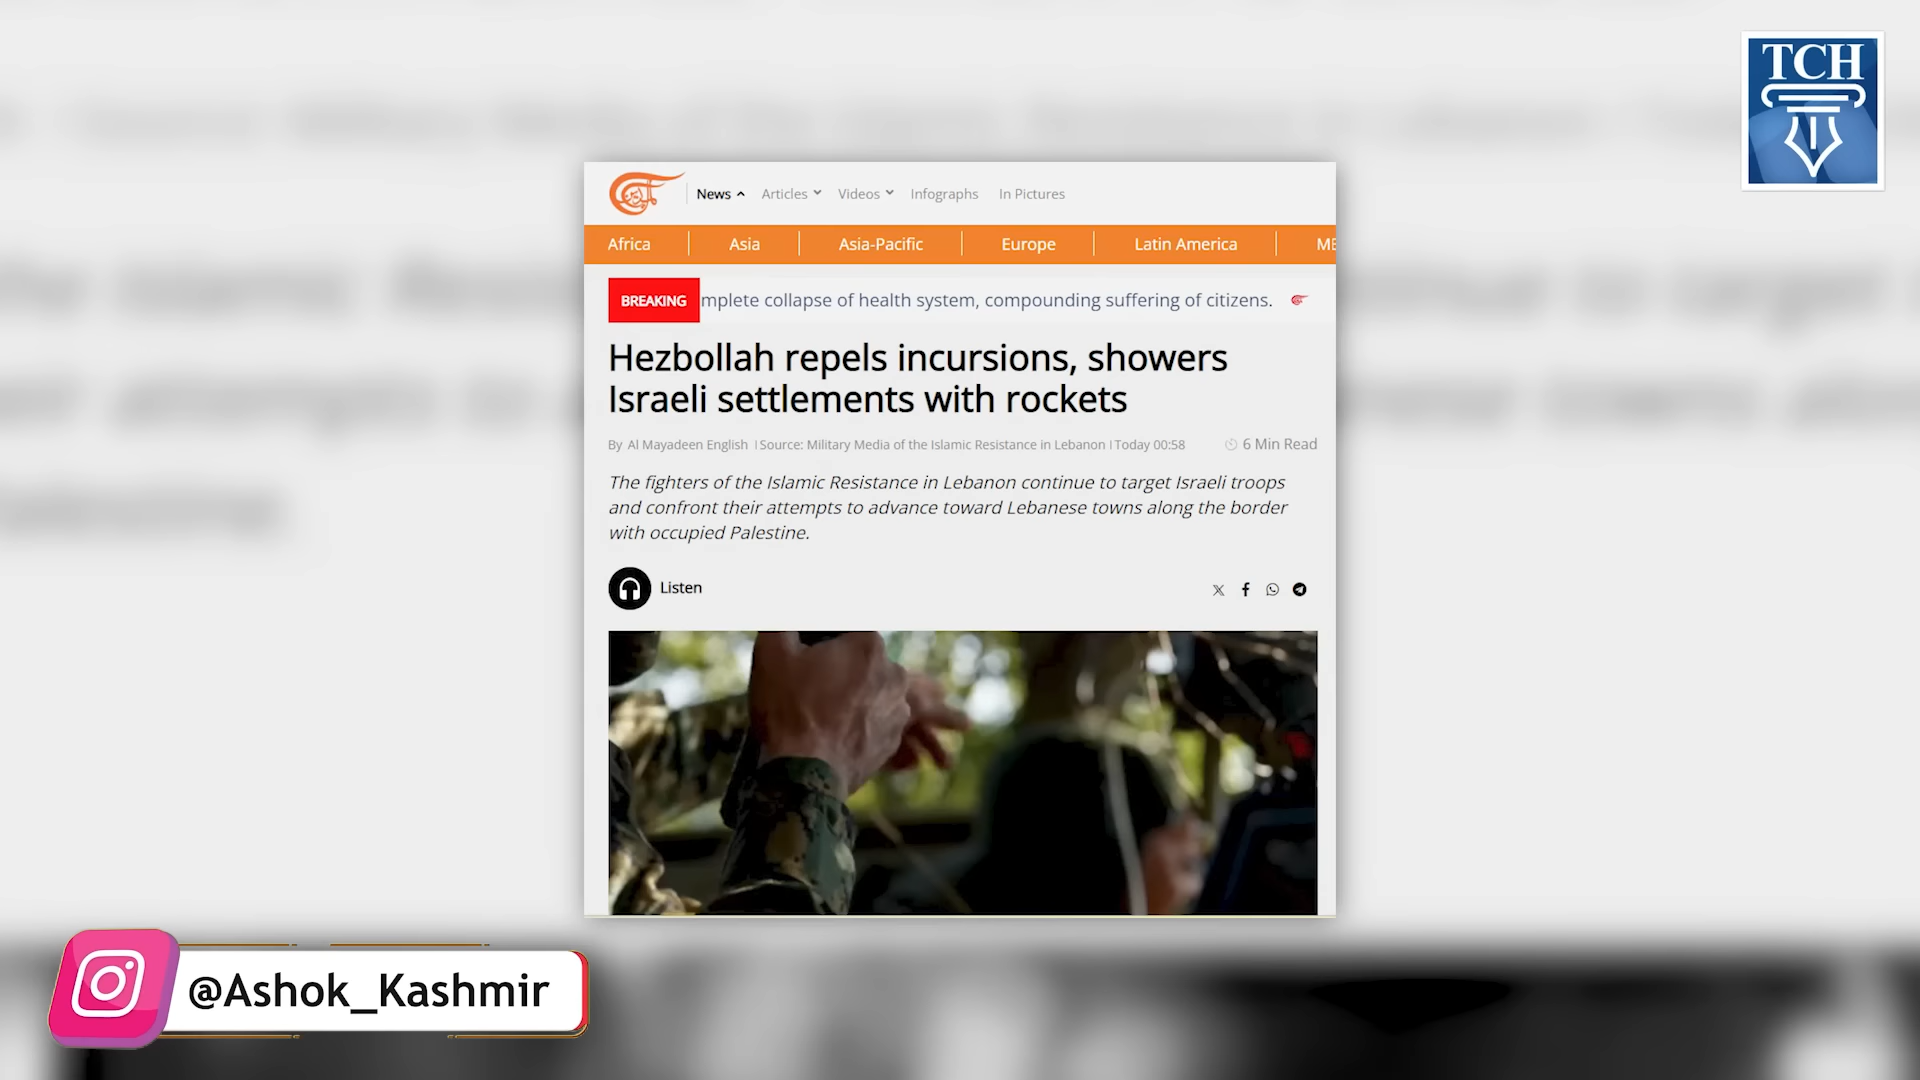 TCH
News Articles Videos Infographs In Pictures
Africa Asia Asia-Pacific Europe Latin America
BREAKING mplete collapse of health system, compounding suffering of citizens.
Hezbollah repels incursions, showers
Israeli settlements with rockets
By Al Mayadeen English | Source: Military Media of the Islamic Resistance in Lebanon | Today 00:58 6 Min Read
The fighters of the Islamic Resistance in Lebanon continue to target Israeli troops
and confront their attempts to advance toward Lebanese towns along the border
with occupied Palestine.
Listen
@Ashok_Kashmir